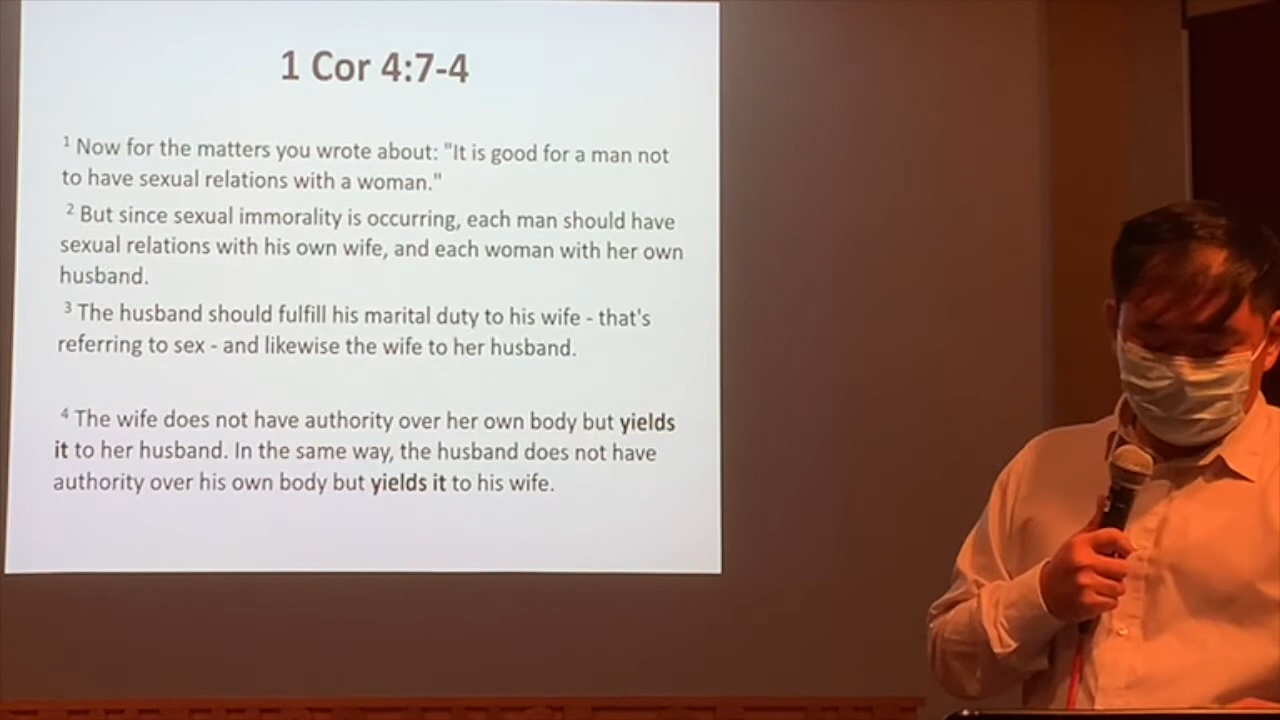 1 Cor 4:7-4
1 Now for the matters you wrote about: "It is good for a man not
to have sexual relations with a woman."
2 But since sexual immorality is occurring, each man should have
sexual relations with his own wife, and each woman with her own
husband.
3 The husband should fulfill his marital duty to his wife - that's
referring to sex - and likewise the wife to her husband.
4 The wife does not have authority over her own body but yields
it to her husband. In the same way, the husband does not have
authority over his own body but yields it to his wife.